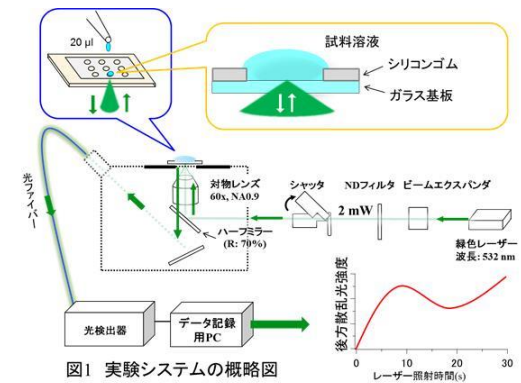 20 μl
試料溶液
シリコンゴム
ガラス基板
光ファイバー
対物レンズ
60x, NA0.9
ハーフミラー
(R: 70%)
シャッタ
NDフィルタ
ビームエクスパンダ
2 mW
緑色レーザー
波長: 532 nm
光検出器
データ記録
用PC
後方散乱光強度
0
10
20
30
レーザー照射時間(s)
図1 実験システムの概略図